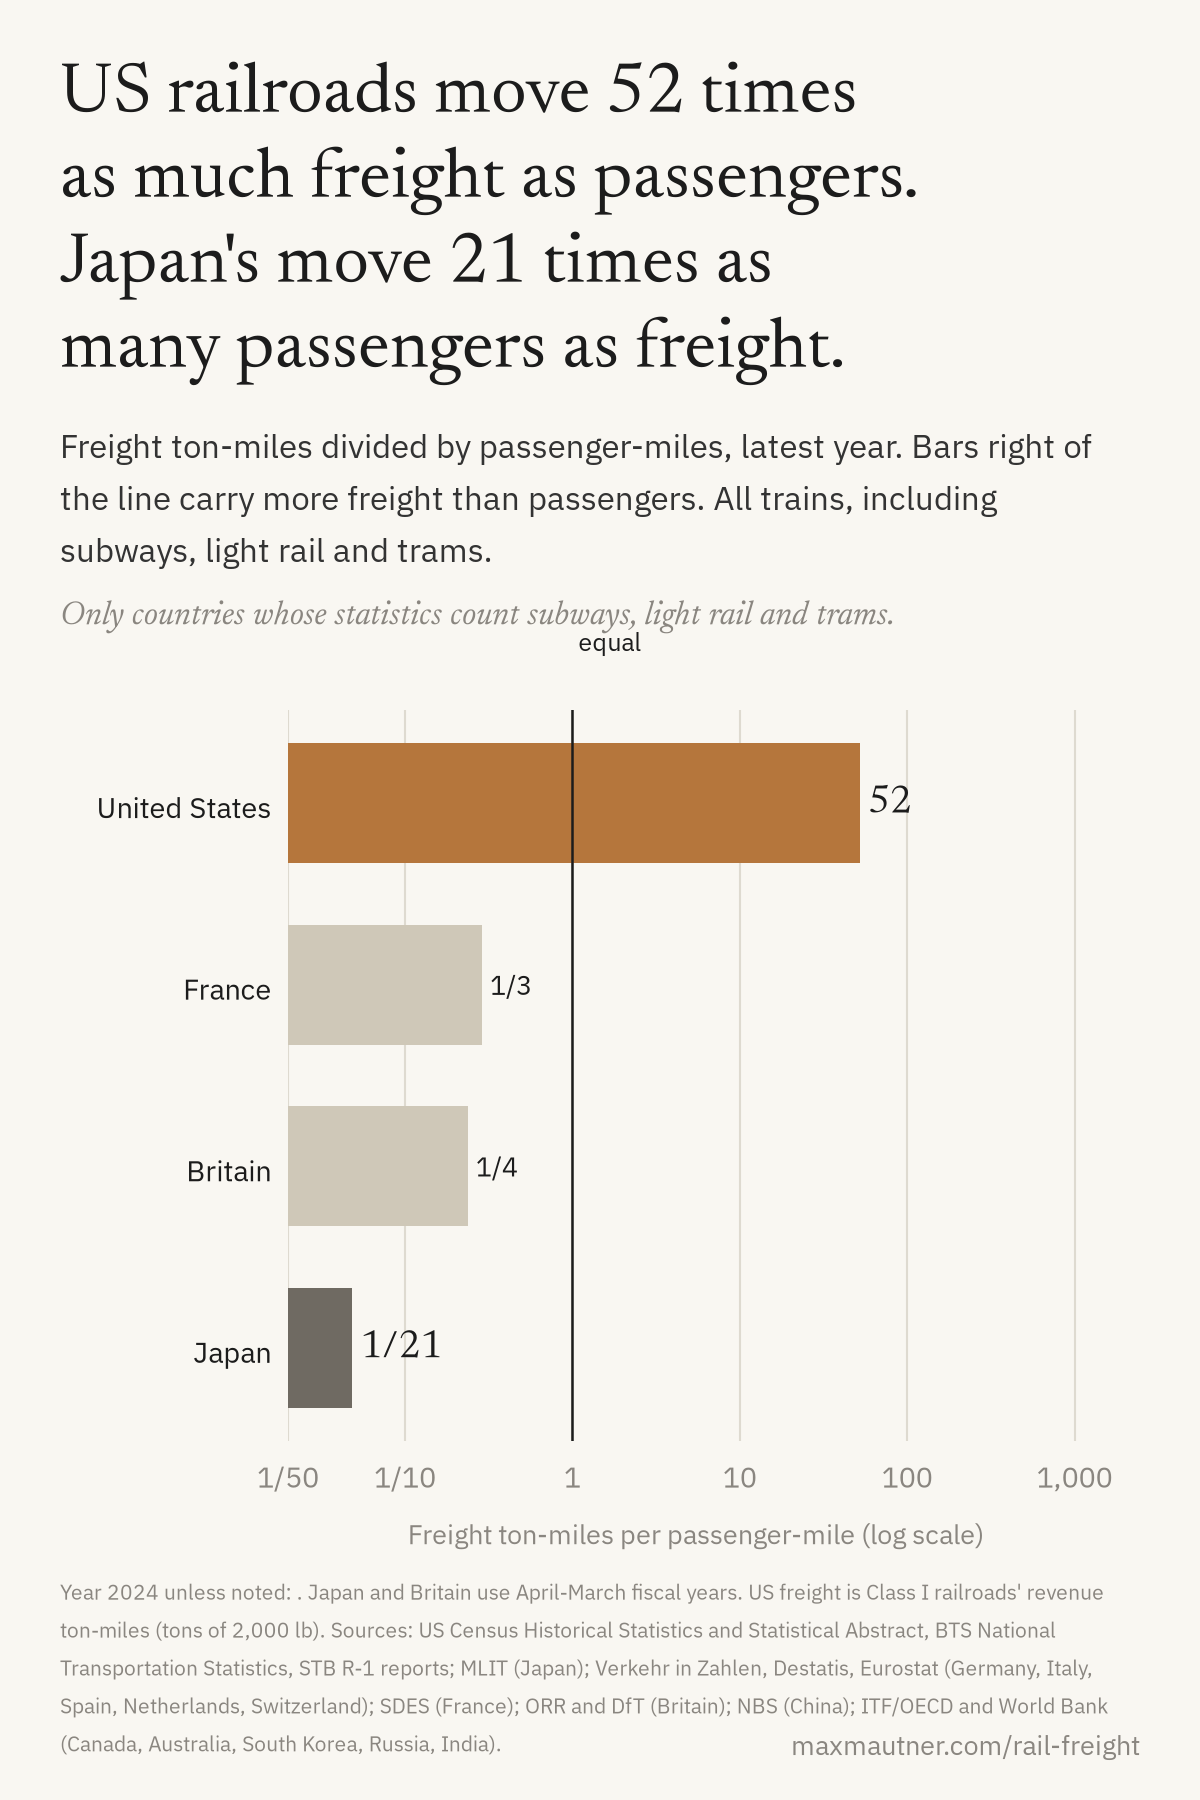 US railroads move 52 times
as much freight as passengers.
Japan's move 21 times as
many passengers as freight.
Freight ton-miles divided by passenger-miles, latest year. Bars right of
the line carry more freight than passengers. All trains, including
subways, light rail and trams.
Only countries whose statistics count subways, light rail and trams.
equal
United States
52
France
1/3
Britain
1/4
Japan
1/21
1/50 1/10 1 10 100 1,000
Freight ton-miles per passenger-mile (log scale)
Year 2024 unless noted: . Japan and Britain use April-March fiscal years. US freight is Class I railroads' revenue
ton-miles (tons of 2,000 lb). Sources: US Census Historical Statistics and Statistical Abstract, BTS National
Transportation Statistics, STB R-1 reports; MLIT (Japan); Verkehr in Zahlen, Destatis, Eurostat (Germany, Italy,
Spain, Netherlands, Switzerland); SDES (France); ORR and DfT (Britain); NBS (China); ITF/OECD and World Bank
(Canada, Australia, South Korea, Russia, India).
maxmautner.com/rail-freight